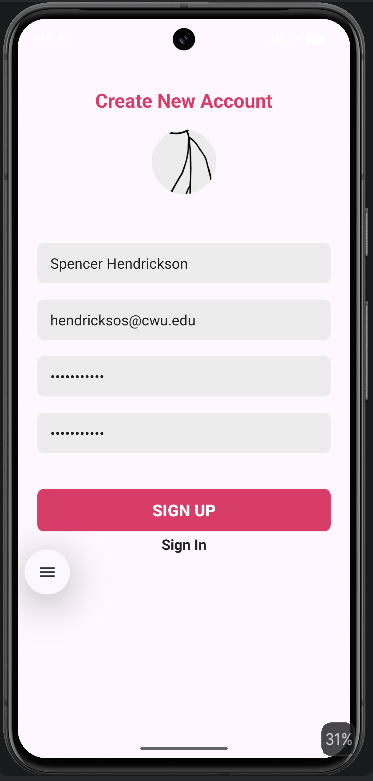 Create New Account
Spencer Hendrickson
hendricksos@cwu.edu
•••••••••••
•••••••••••
SIGN UP
Sign In
31%